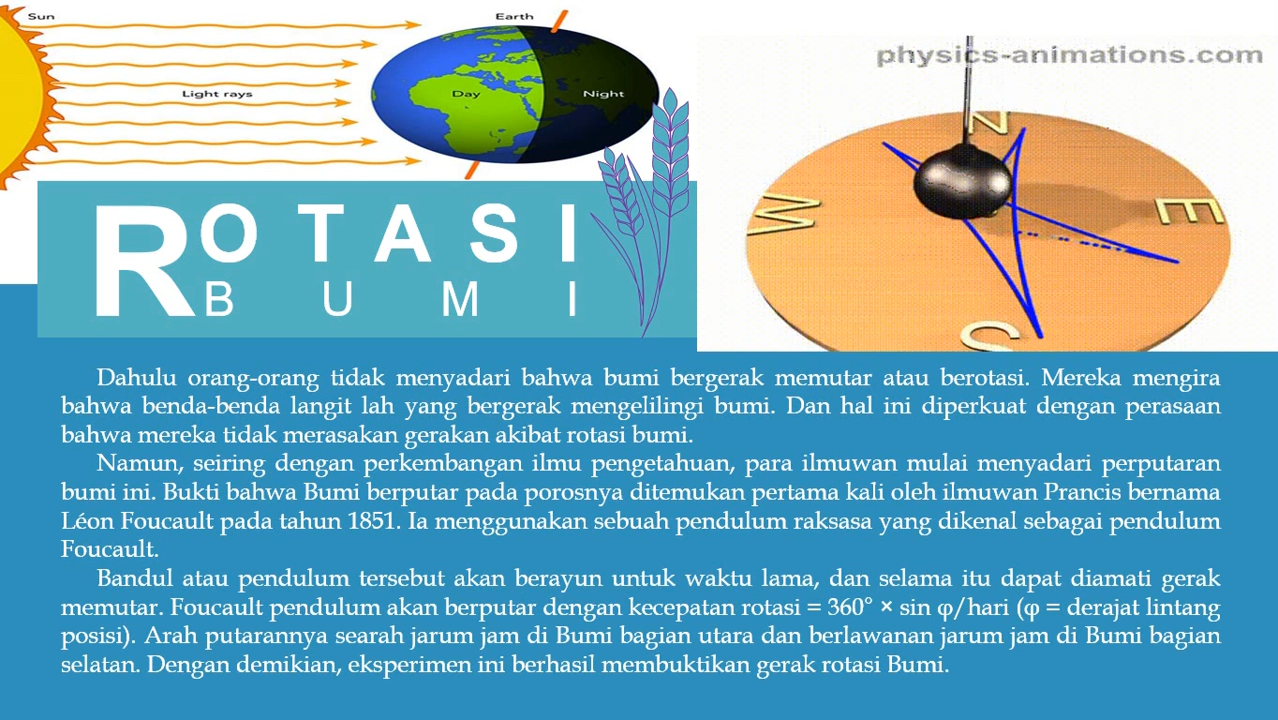 Sun
Earth
Light rays
Day
Night
physics-animations.com
N
W
E
S
ROTASI
BUMI
Dahulu orang-orang tidak menyadari bahwa bumi bergerak memutar atau berotasi. Mereka mengira
bahwa benda-benda langit lah yang bergerak mengelilingi bumi. Dan hal ini diperkuat dengan perasaan
bahwa mereka tidak merasakan gerakan akibat rotasi bumi.
Namun, seiring dengan perkembangan ilmu pengetahuan, para ilmuwan mulai menyadari perputaran
bumi ini. Bukti bahwa Bumi berputar pada porosnya ditemukan pertama kali oleh ilmuwan Prancis bernama
Léon Foucault pada tahun 1851. Ia menggunakan sebuah pendulum raksasa yang dikenal sebagai pendulum
Foucault.
Bandul atau pendulum tersebut akan berayun untuk waktu lama, dan selama itu dapat diamati gerak
memutar. Foucault pendulum akan berputar dengan kecepatan rotasi = 360° × sin φ/hari (φ = derajat lintang
posisi). Arah putarannya searah jarum jam di Bumi bagian utara dan berlawanan jarum jam di Bumi bagian
selatan. Dengan demikian, eksperimen ini berhasil membuktikan gerak rotasi Bumi.